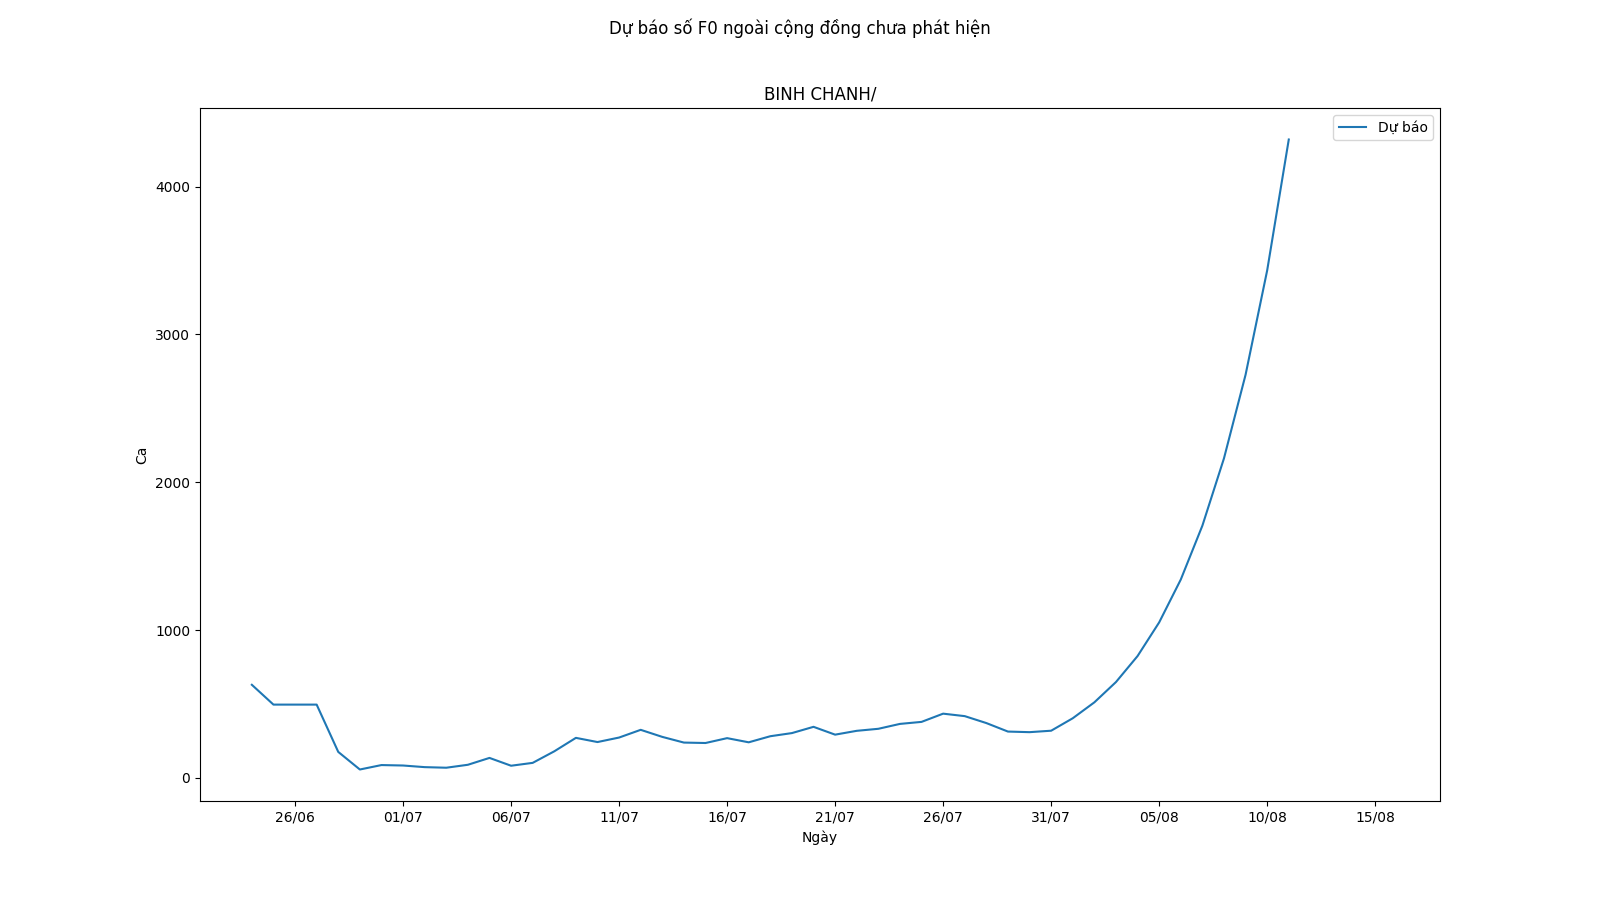 Dự báo số F0 ngoài cộng đồng chưa phát hiện
BINH CHANH/
Dự báo
4000
3000
2000
1000
0
Ca
26/06 01/07 06/07 11/07 16/07 21/07 26/07 31/07 05/08 10/08 15/08
Ngày